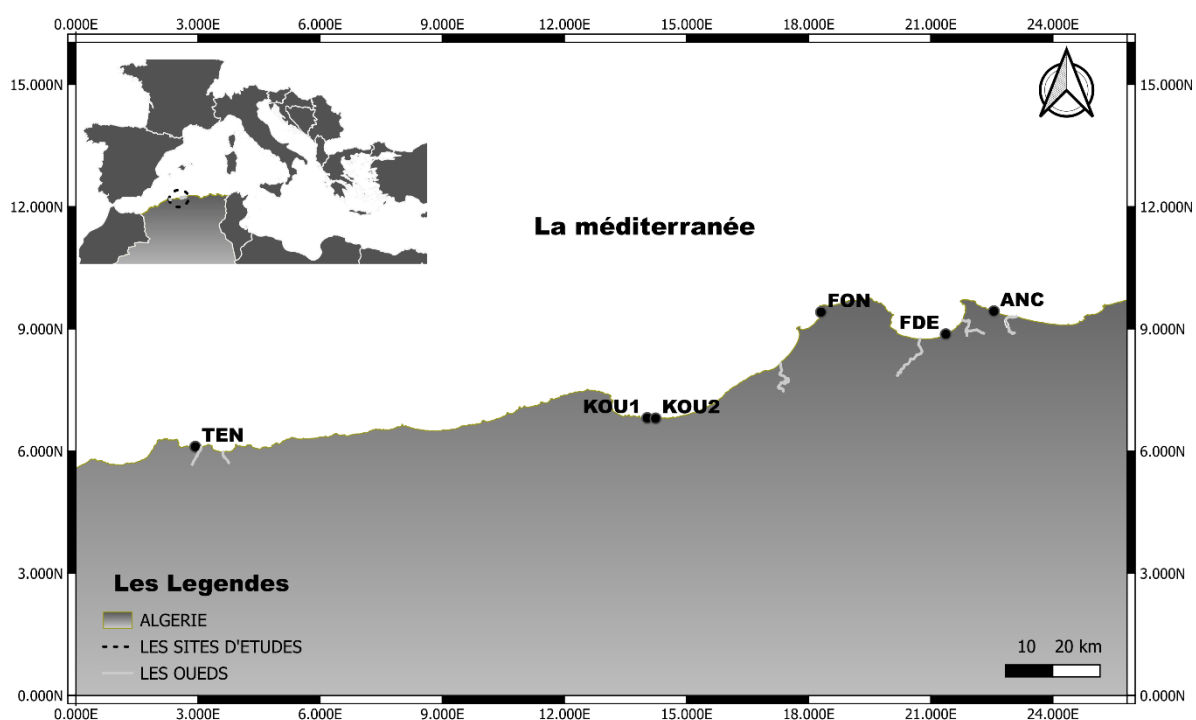 0.000E 3.000E 6.000E 9.000E 12.000E 15.000E 18.000E 21.000E 24.000E
15.000N 15.000N
12.000N 12.000N
La méditerranée
FON ANC
9.000N FDE 9.000N
KOU1 KOU2
TEN
6.000N 6.000N
3.000N 3.000N
Les Legendes
ALGERIE
LES SITES D'ETUDES
10 20 km
LES OUEDS
0.000N 0.000N
0.000E 3.000E 6.000E 9.000E 12.000E 15.000E 18.000E 21.000E 24.000E